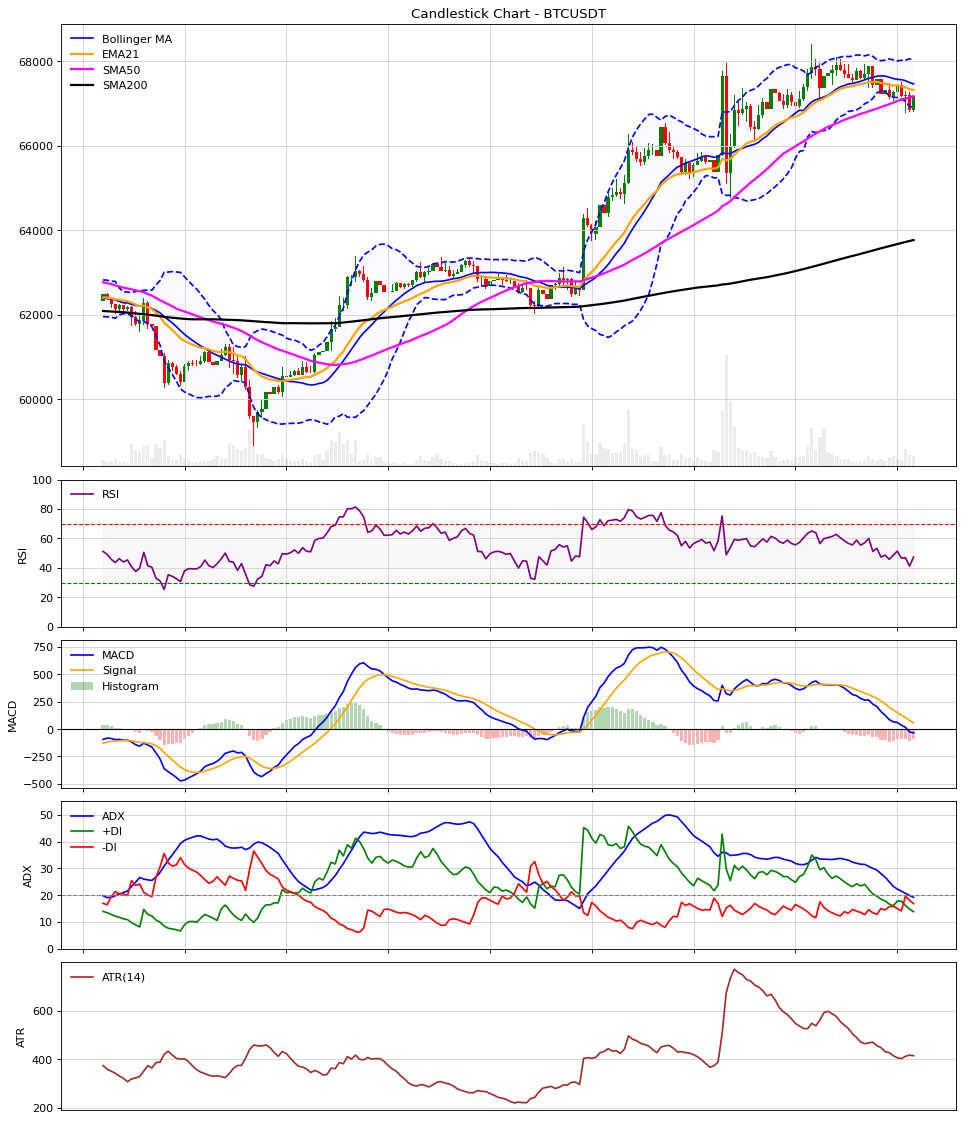 Candlestick Chart - BTCUSDT
Bollinger MA
EMA21
SMA50
SMA200
68000
66000
64000
62000
60000
RSI
RSI
100
80
60
40
20
0
MACD
Signal
Histogram
MACD
750
500
250
0
−250
−500
ADX
+DI
-DI
ADX
50
40
30
20
10
0
ATR(14)
ATR
600
400
200